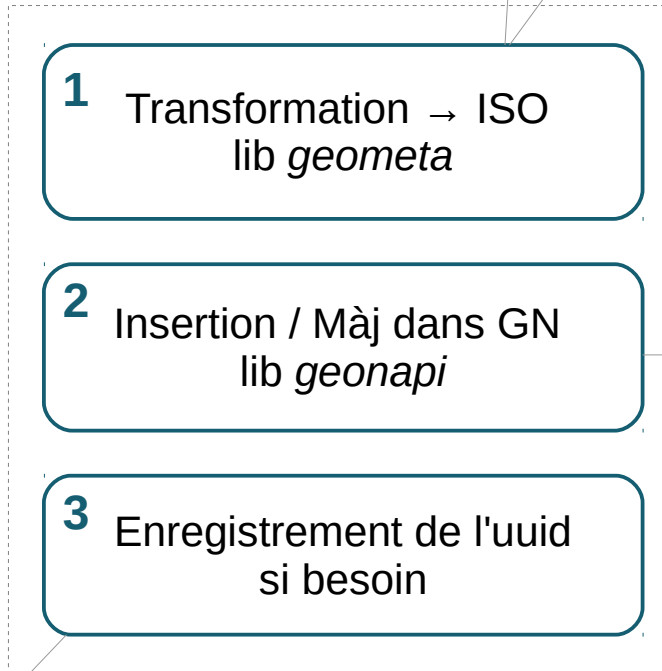 1
Transformation → ISO
lib geometa
2
Insertion / Màj dans GN
lib geonapi
3
Enregistrement de l'uuid
si besoin